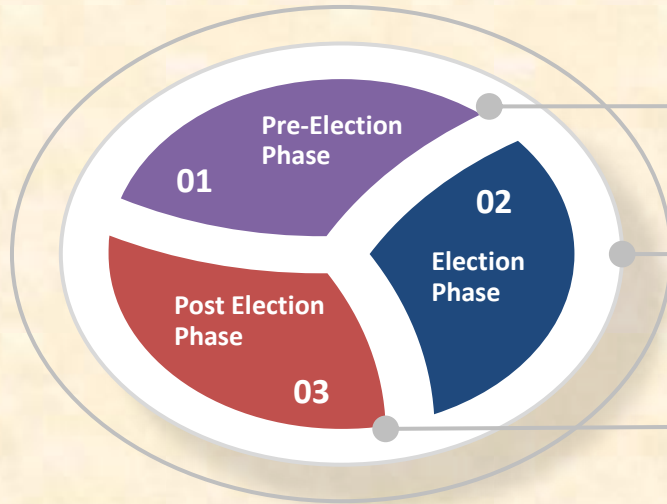 01
Pre-Election
Phase
02
Election
Phase
Post Election
Phase
03